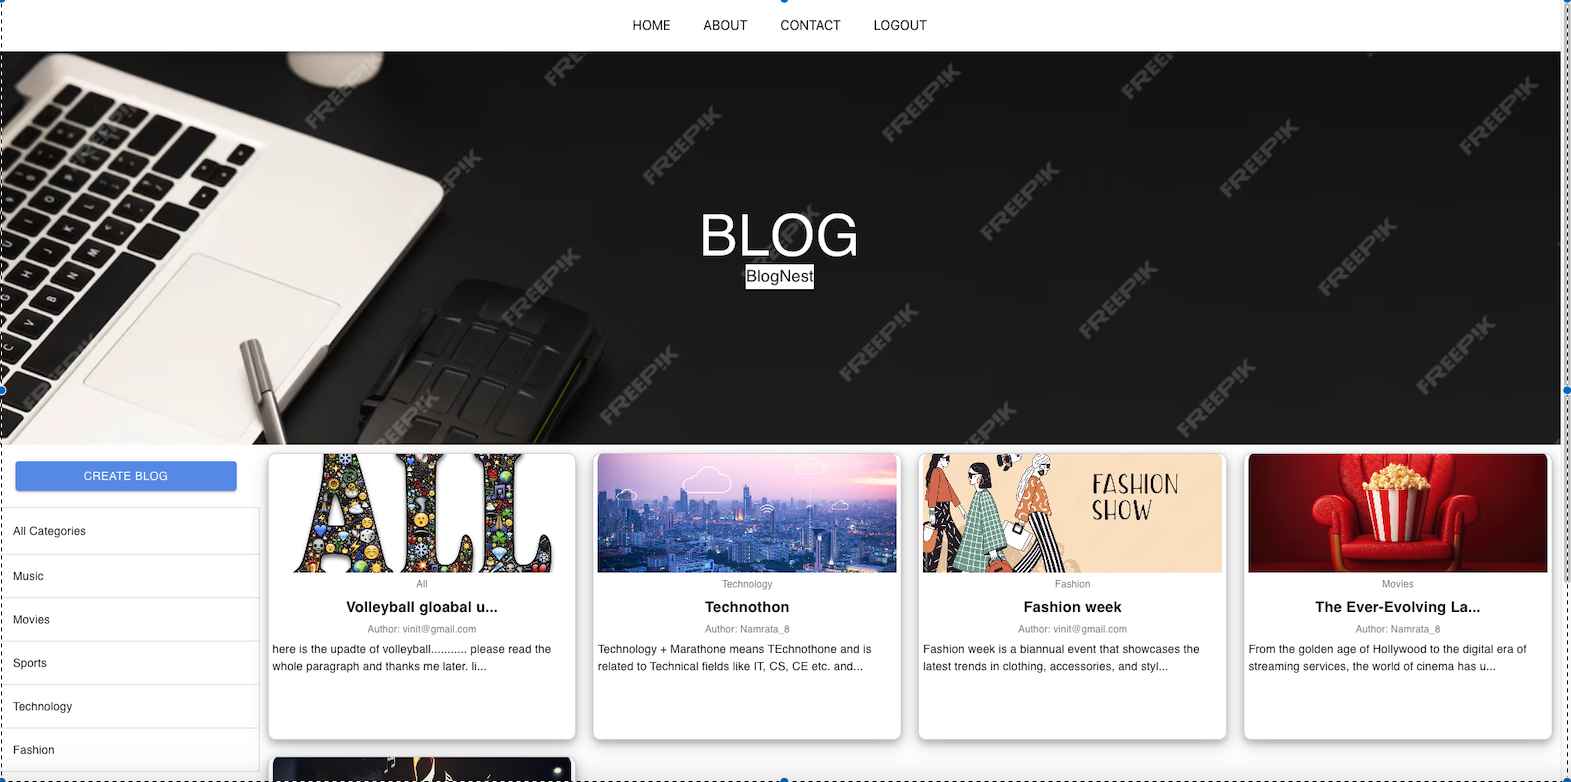 HOME ABOUT CONTACT LOGOUT
FREEPIK
BLOG
BlogNest
CREATE BLOG
All Categories
Music
Movies
Sports
Technology
Fashion
ALL
All
Volleyball gloabal u...
Author: vinit@gmail.com
here is the upadte of volleyball.......... please read the
whole paragraph and thanks me later. li...
Technology
Technothon
Author: Namrata_8
Technology + Marathone means TEchnothone and is
related to Technical fields like IT, CS, CE etc. and...
FASHION
SHOW
Fashion
Fashion week
Author: vinit@gmail.com
Fashion week is a biannual event that showcases the
latest trends in clothing, accessories, and styl...
Movies
The Ever-Evolving La...
Author: Namrata_8
From the golden age of Hollywood to the digital era of
streaming services, the world of cinema has u...